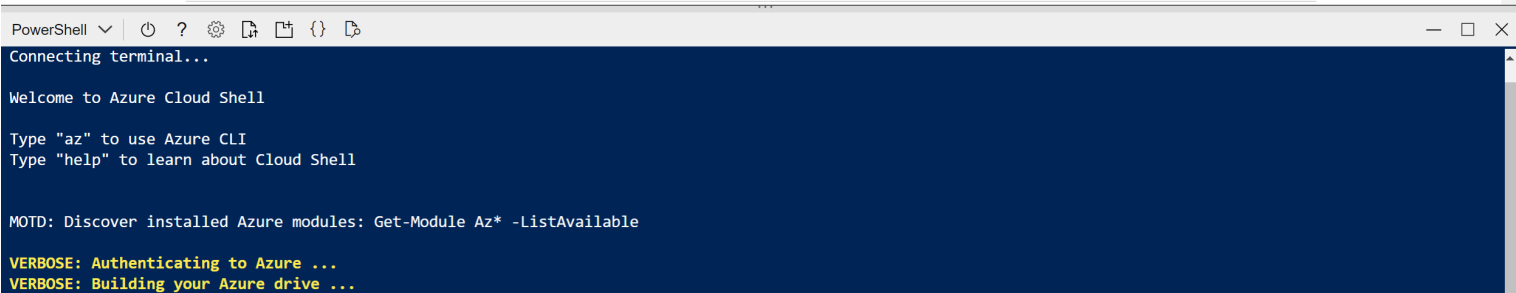 PowerShell
Connecting terminal...
Welcome to Azure Cloud Shell
Type "az" to use Azure CLI
Type "help" to learn about Cloud Shell
MOTD: Discover installed Azure modules: Get-Module Az* -ListAvailable
VERBOSE: Authenticating to Azure ...
VERBOSE: Building your Azure drive ...